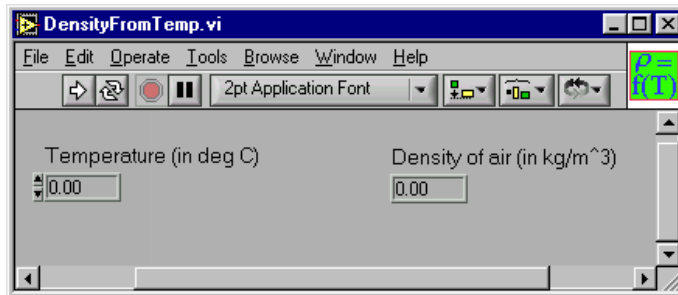 DensityFromTemp.vi
File Edit Operate Tools Browse Window Help
ρ =
f(T)
2pt Application Font
Temperature (in deg C)
Density of air (in kg/m^3)
0.00
0.00